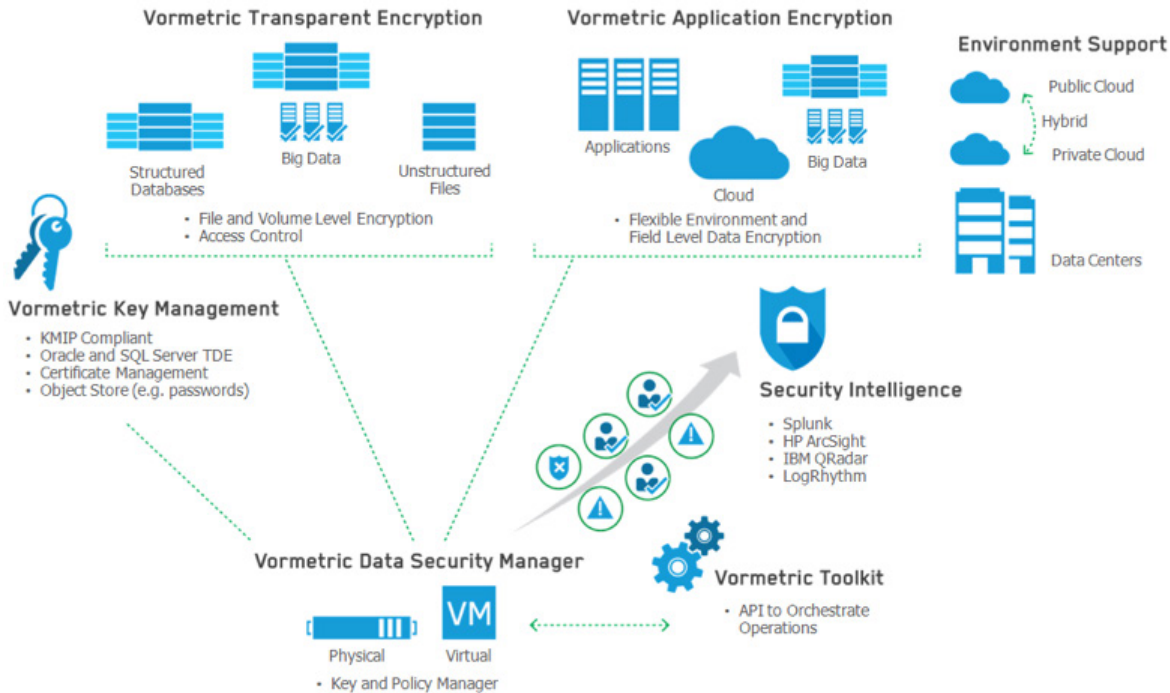 Vormetric Transparent Encryption
Structured
Databases
Big Data
Unstructured
Files
• File and Volume Level Encryption
• Access Control
Vormetric Application Encryption
Applications
Cloud
Big Data
• Flexible Environment and
Field Level Data Encryption
Environment Support
Public Cloud
Hybrid
Private Cloud
Data Centers
Vormetric Key Management
• KMIP Compliant
• Oracle and SQL Server TDE
• Certificate Management
• Object Store (e.g. passwords)
Security Intelligence
• Splunk
• HP ArcSight
• IBM QRadar
• LogRhythm
Vormetric Data Security Manager
VM
Physical
Virtual
• Key and Policy Manager
Vormetric Toolkit
• API to Orchestrate
Operations